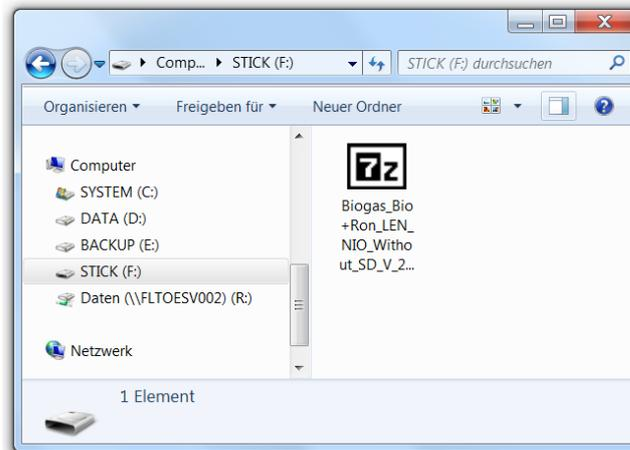 Comp... STICK (F:) STICK (F:) durchsuchen
Organisieren Freigeben für Neuer Ordner
Computer
SYSTEM (C:)
DATA (D:)
BACKUP (E:)
STICK (F:)
Daten (\\FLTOESV002) (R:)
Netzwerk
7z
Biogas_Bio
+Ron_LEN_
NIO_Witho
ut_SD_V_2...
1 Element